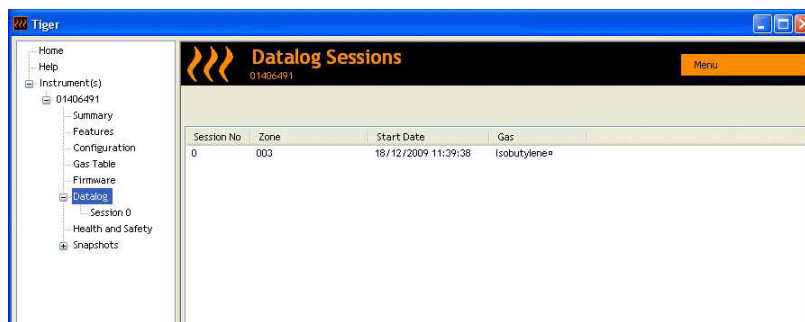 Tiger
Home
Help
Instrument(s)
01406491
Summary
Features
Configuration
Gas Table
Firmware
Datalog
Session 0
Health and Safety
Snapshots
Datalog Sessions
01406491
Menu
Session No Zone Start Date Gas
0 003 18/12/2009 11:39:38 Isobutylene¤